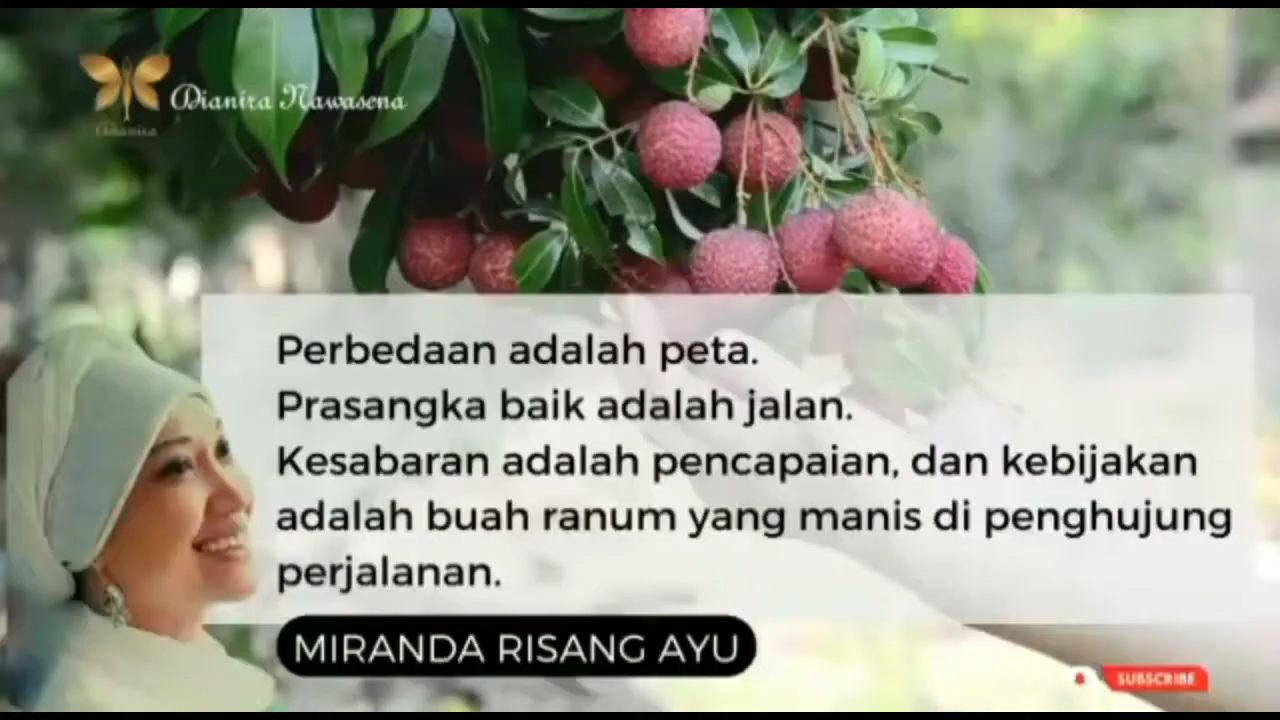 Dianira Nawasena
Perbedaan adalah peta.
Prasangka baik adalah jalan.
Kesabaran adalah pencapaian, dan kebijakan
adalah buah ranum yang manis di penghujung
perjalanan.
MIRANDA RISANG AYU
SUBSCRIBE